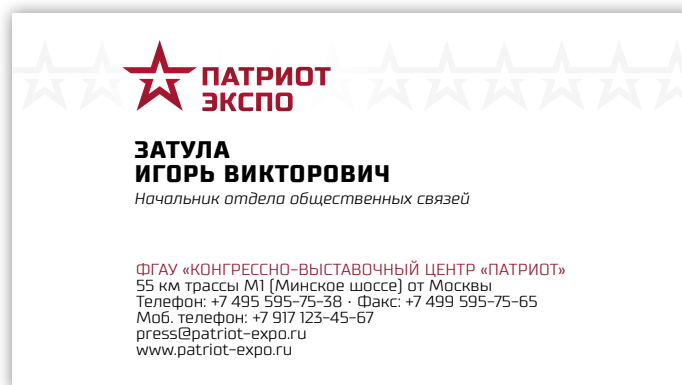 ПАТРИОТ
ЭКСПО
ЗАТУЛА
ИГОРЬ ВИКТОРОВИЧ
Начальник отдела общественных связей
ФГАУ «КОНГРЕССНО-ВЫСТАВОЧНЫЙ ЦЕНТР «ПАТРИОТ»
55 км трассы М1 (Минское шоссе) от Москвы
Телефон: +7 495 595-75-38 · Факс: +7 499 595-75-65
Моб. телефон: +7 917 123-45-67
press@patriot-expo.ru
www.patriot-expo.ru